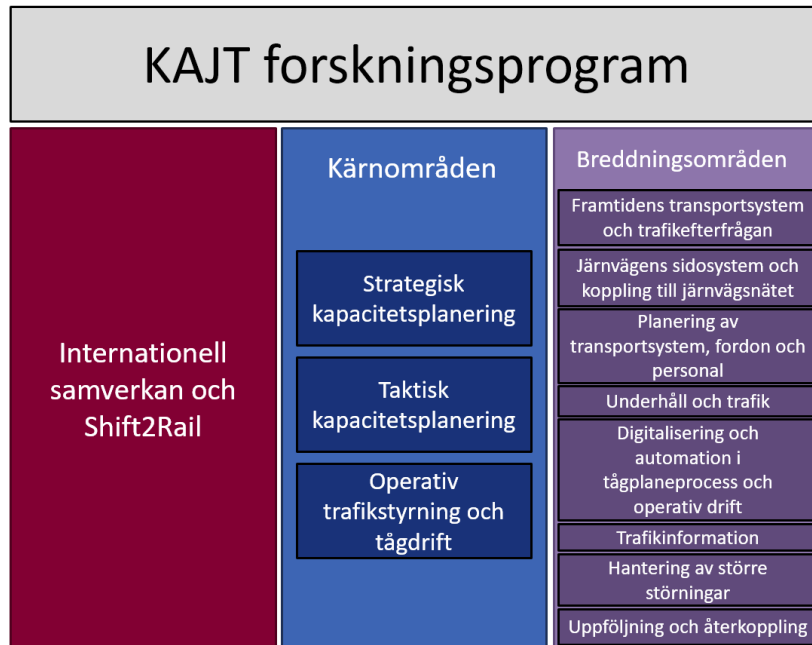 KAJT forskningsprogram
Internationell
samverkan och
Shift2Rail
Kärnområden
Strategisk
kapacitetsplanering
Taktisk
kapacitetsplanering
Operativ
trafikstyrning och
tågdrift
Breddningsområden
Framtidens transportsystem
och trafikefterfrågan
Järnvägens sidosystem och
koppling till järnvägsnätet
Planering av
transportsystem, fordon och
personal
Underhåll och trafik
Digitalisering och
automation i
tågplaneprocess och
operativ drift
Trafikinformation
Hantering av större
störningar
Uppföljning och återkoppling